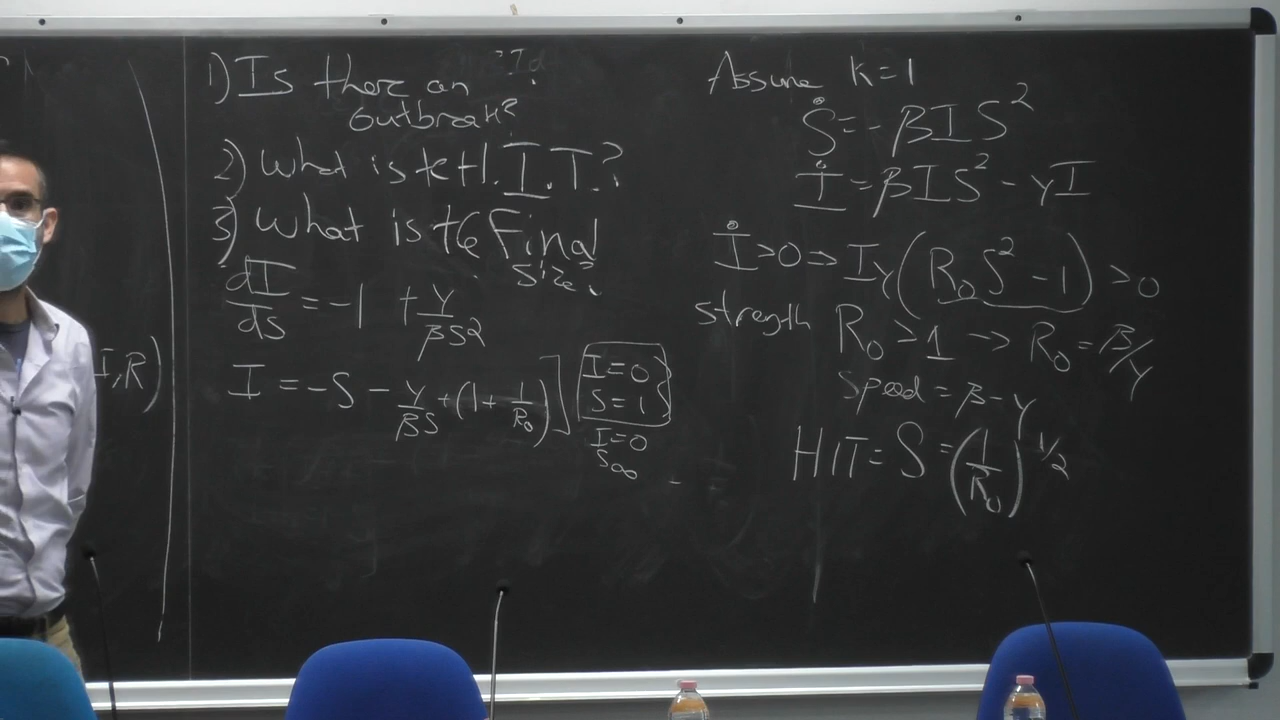 1) Is there an
outbreak?
2) What is the H.I.T.?
3) What is the Final
size?
dI/dS = -1 + γ/βS²
I = -S - γ/βS + (1 + 1/R₀) ] { I=0 S=1 }
I=0
S∞
I,R)
Assume k=1
Ṡ = -βIS²
İ = βIS² - γI
İ>0 ⇒ Iγ(R₀S² - 1) > 0
strength R₀ > 1 → R₀ = β/γ
Speed = β - γ
HIT = S = (1/R₀)^1/2